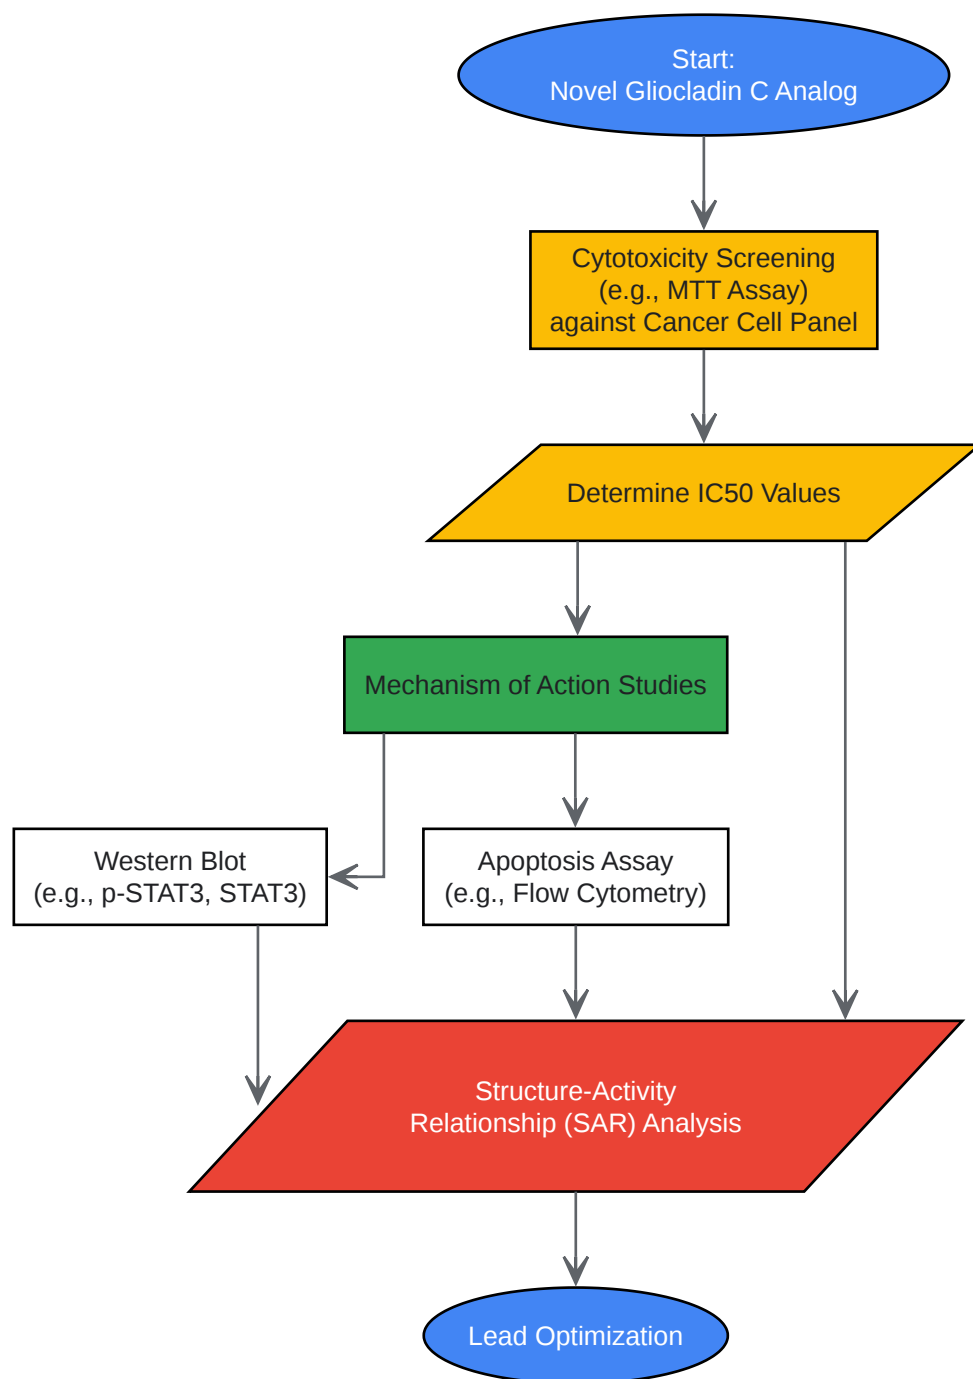 Start:
Novel Gliocladin C Analog
Cytotoxicity Screening
(e.g., MTT Assay)
against Cancer Cell Panel
Determine IC50 Values
Mechanism of Action Studies
Western Blot
(e.g., p-STAT3, STAT3)
Apoptosis Assay
(e.g., Flow Cytometry)
Structure-Activity
Relationship (SAR) Analysis
Lead Optimization